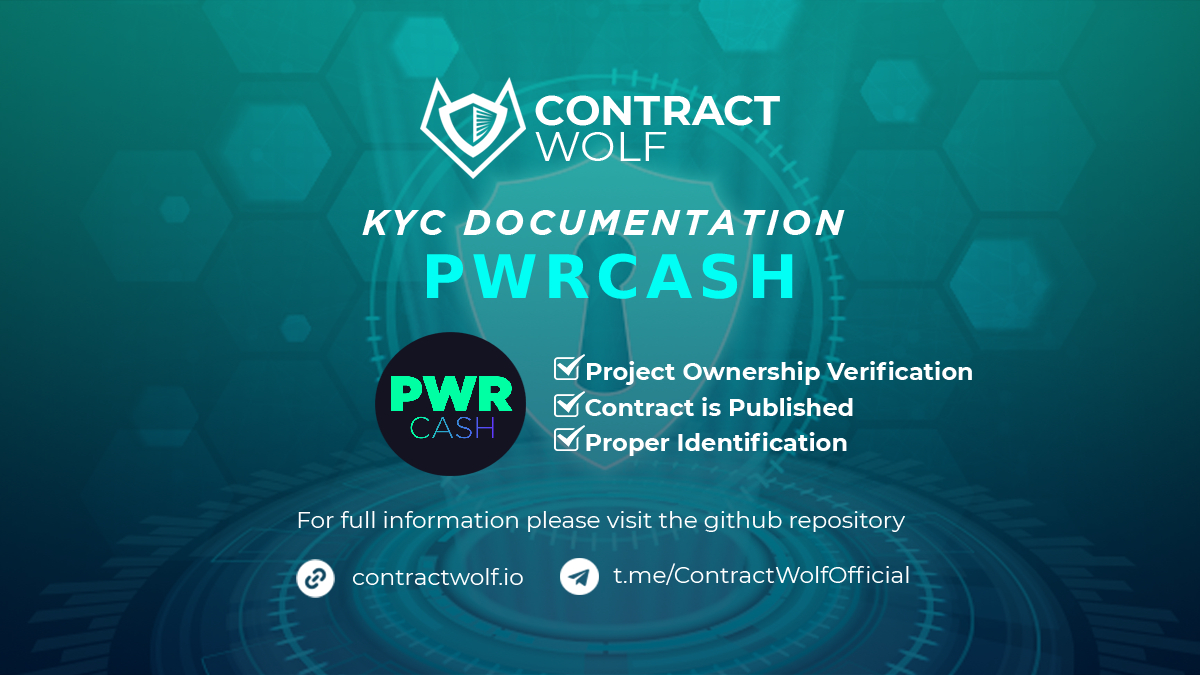 CONTRACT
WOLF
KYC DOCUMENTATION
PWRCASH
PWR
CASH
Project Ownership Verification
Contract is Published
Proper Identification
For full information please visit the github repository
contractwolf.io
t.me/ContractWolfOfficial